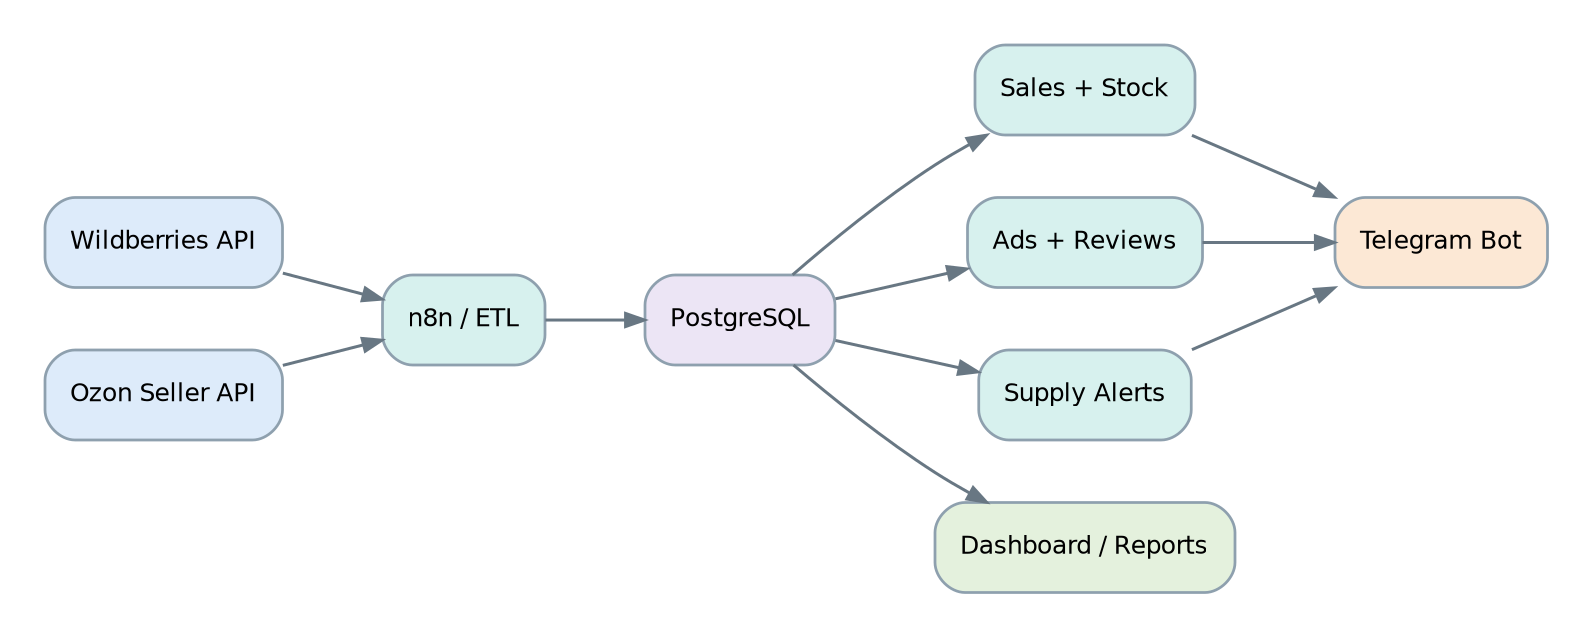 Wildberries API
Ozon Seller API
n8n / ETL
PostgreSQL
Sales + Stock
Ads + Reviews
Supply Alerts
Dashboard / Reports
Telegram Bot